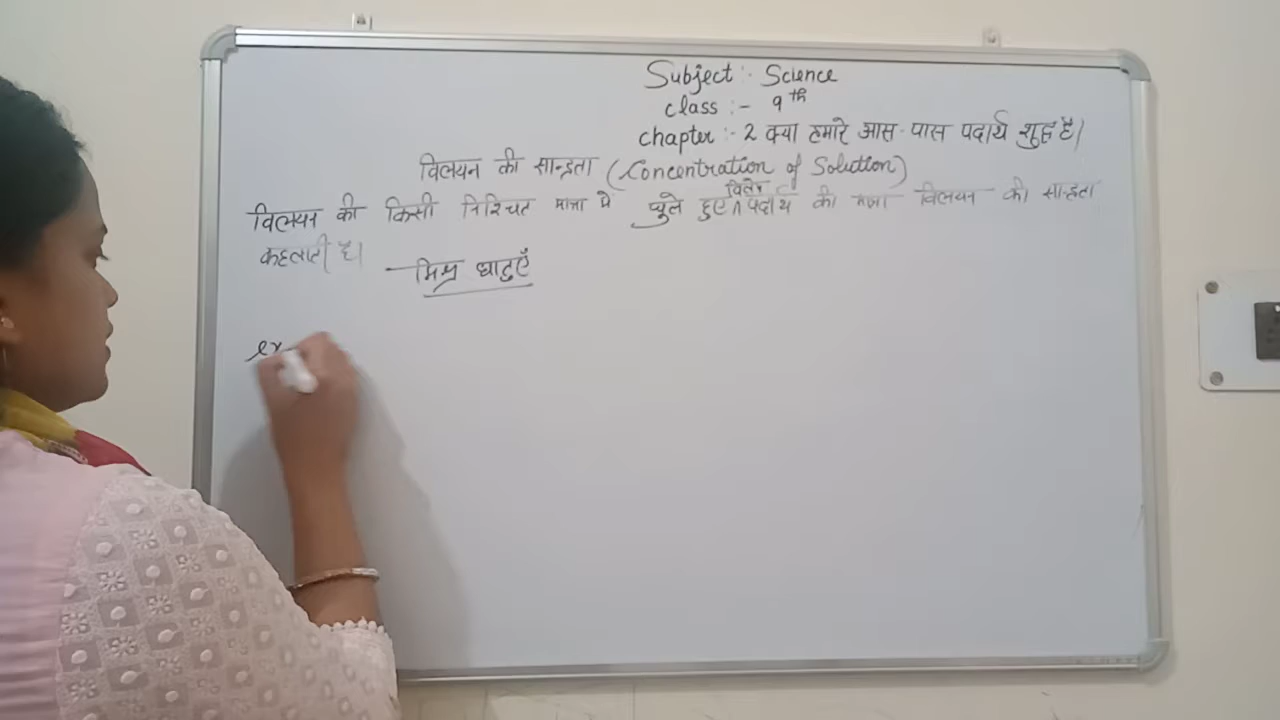 Subject :- Science
class :- 9th
chapter :- 2 क्या हमारे आस-पास पदार्थ शुद्ध है।
विलयन की सान्द्रता (Concentration of Solution)
विलेय
विलयन की किसी निश्चित मात्रा में घुले हुए ^ पदार्थ की मात्रा विलयन की सान्द्रता
कहलाती है।
मिश्र धातुएँ
ex